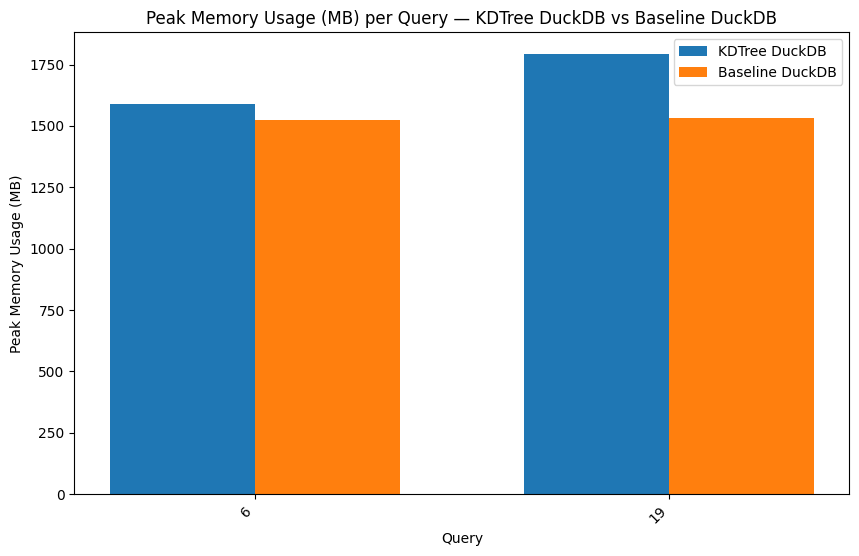 Peak Memory Usage (MB) per Query — KDTree DuckDB vs Baseline DuckDB
KDTree DuckDB
Baseline DuckDB
Peak Memory Usage (MB)
1750
1500
1250
1000
750
500
250
0
6
19
Query